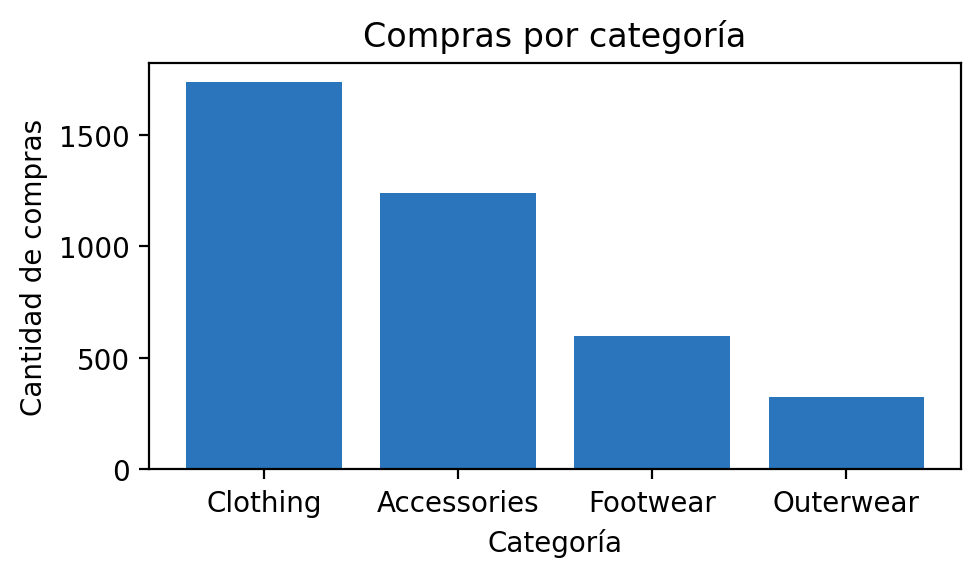 Compras por categoría
Cantidad de compras
1500
1000
500
0
Clothing
Accessories
Footwear
Outerwear
Categoría